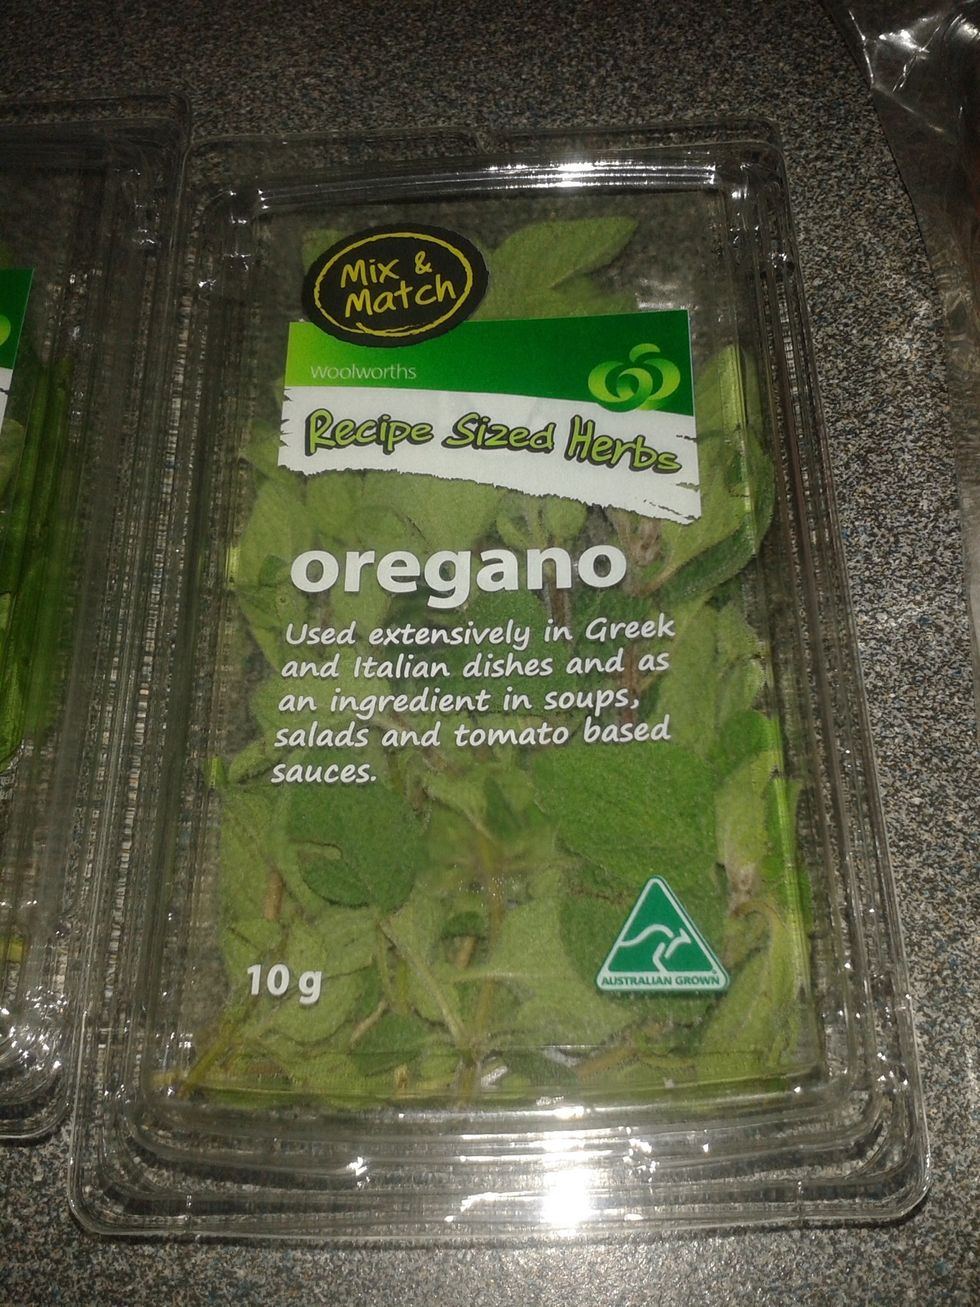 Mix &
Match
woolworths
Recipe Sized Herbs
oregano
Used extensively in Greek
and Italian dishes and as
an ingredient in soups,
salads and tomato based
sauces.
10 g
AUSTRALIAN GROWN